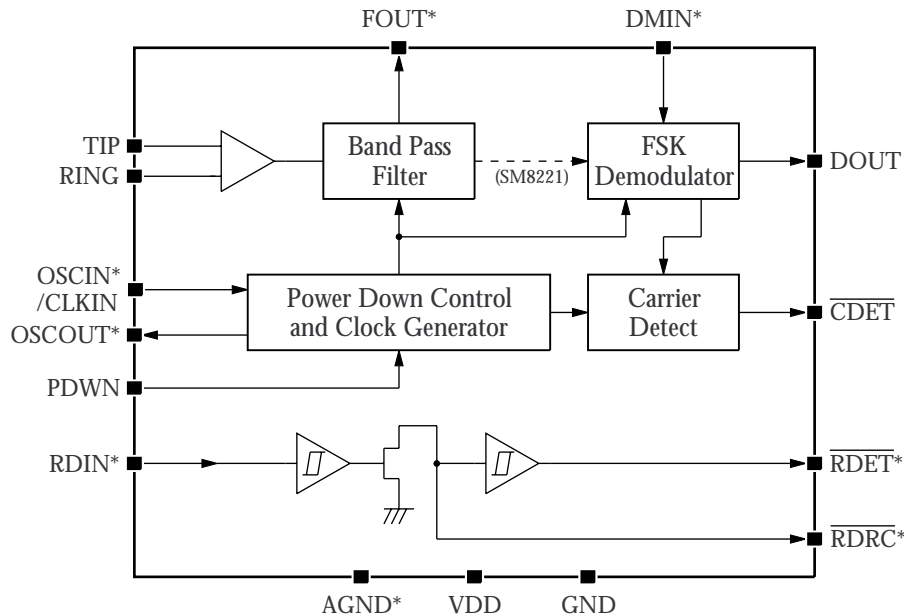 FOUT*
DMIN*
TIP
RING
Band Pass
Filter
(SM8221)
FSK
Demodulator
DOUT
OSCIN*
/CLKIN
OSCOUT*
Power Down Control
and Clock Generator
Carrier
Detect
CDET
PDWN
RDIN*
RDET*
RDRC*
AGND*
VDD
GND